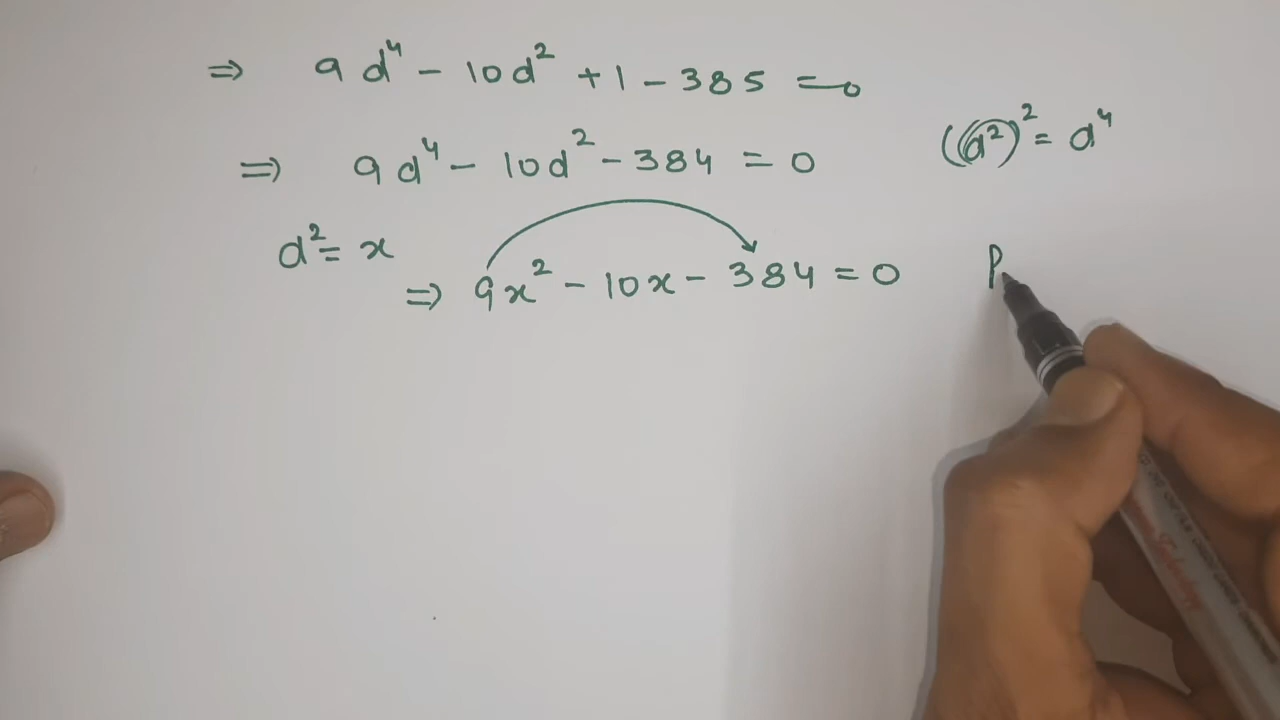 ⇒ 9d⁴ - 10d² + 1 - 385 = 0
⇒ 9d⁴ - 10d² - 384 = 0
((d²)² = d⁴
d² = x
⇒ 9x² - 10x - 384 = 0
P